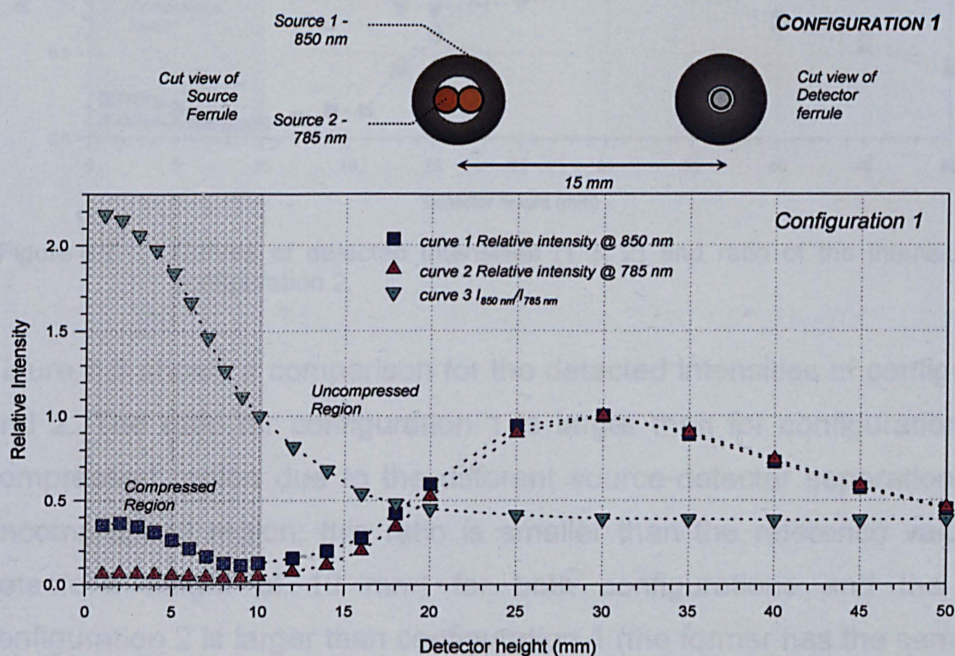 CONFIGURATION 1
Source 1 -
850 nm
Cut view of
Source
Ferrule
Source 2 -
785 nm
Cut view of
Detector
ferrule
15 mm
Configuration 1
curve 1 Relative intensity @ 850 nm
curve 2 Relative intensity @ 785 nm
curve 3 I850 nm/I785 nm
Uncompressed
Region
Compressed
Region
Relative Intensity
2.0
1.5
1.0
0.5
0.0
0 5 10 15 20 25 30 35 40 45 50
Detector height (mm)